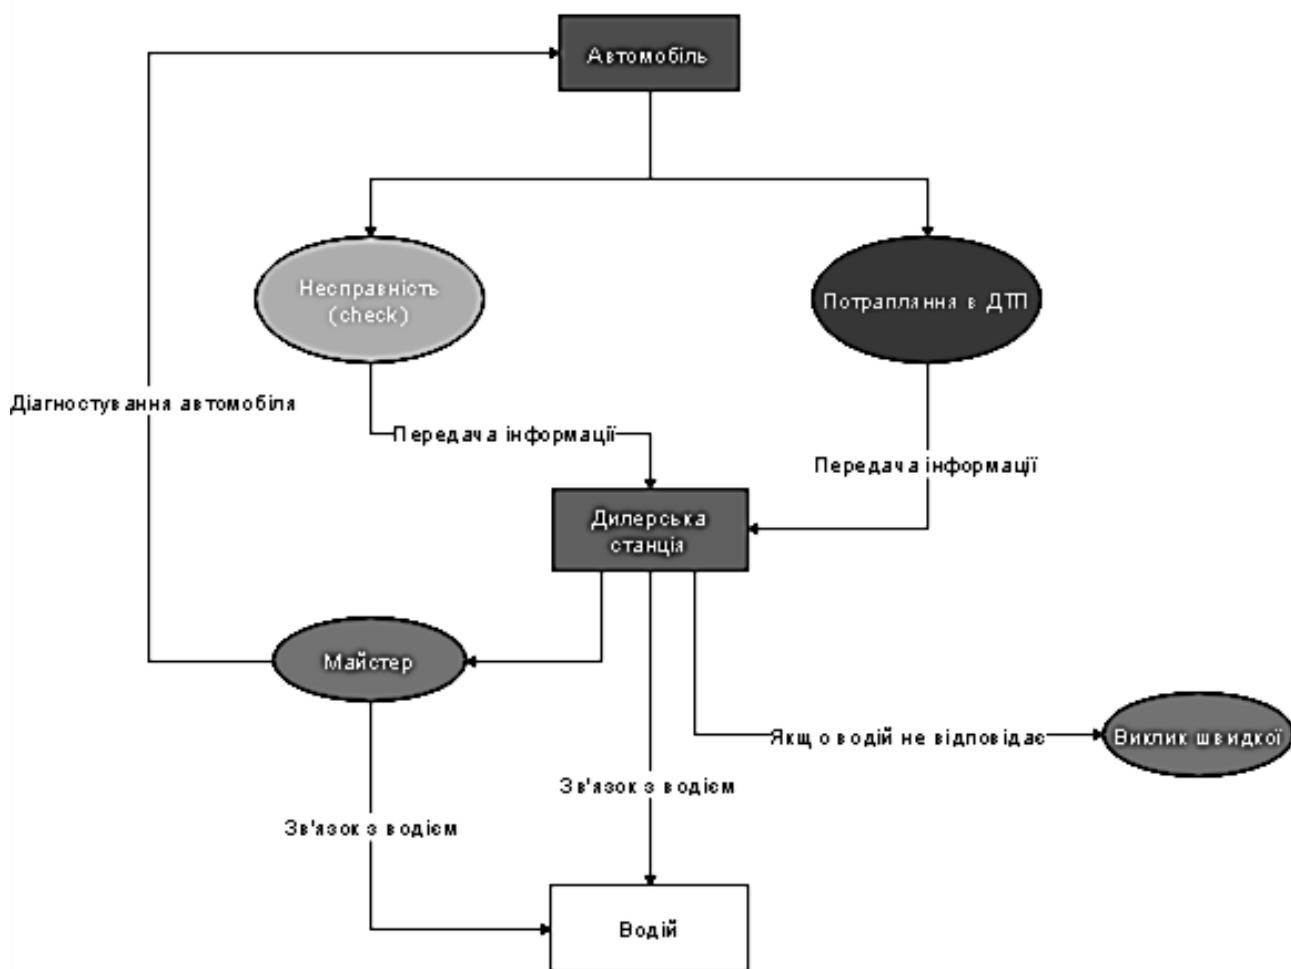 Автомобіль
Несправність
(check)
Потрапляння в ДТП
Діагностування автомобіля
Передача інформації
Передача інформації
Дилерська
станція
Майстер
Якщо водій не відповідає
Виклик швидкої
Зв'язок з водієм
Зв'язок з водієм
Водій